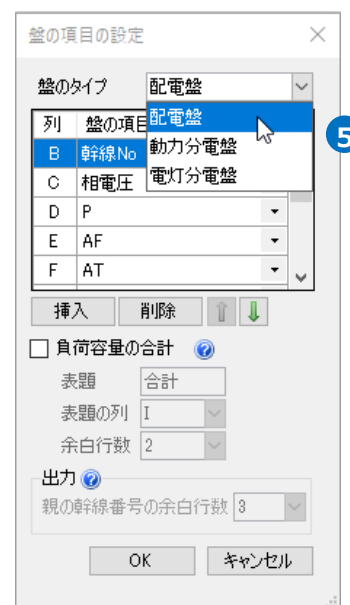 盤の項目の設定
盤のタイプ 配電盤
列 盤の項目
配電盤
動力分電盤
電灯分電盤
5
B 幹線No
C 相電圧
D P
E AF
F AT
挿入 削除
負荷容量の合計
表題 合計
表題の列 I
余白行数 2
出力
親の幹線番号の余白行数 3
OK キャンセル